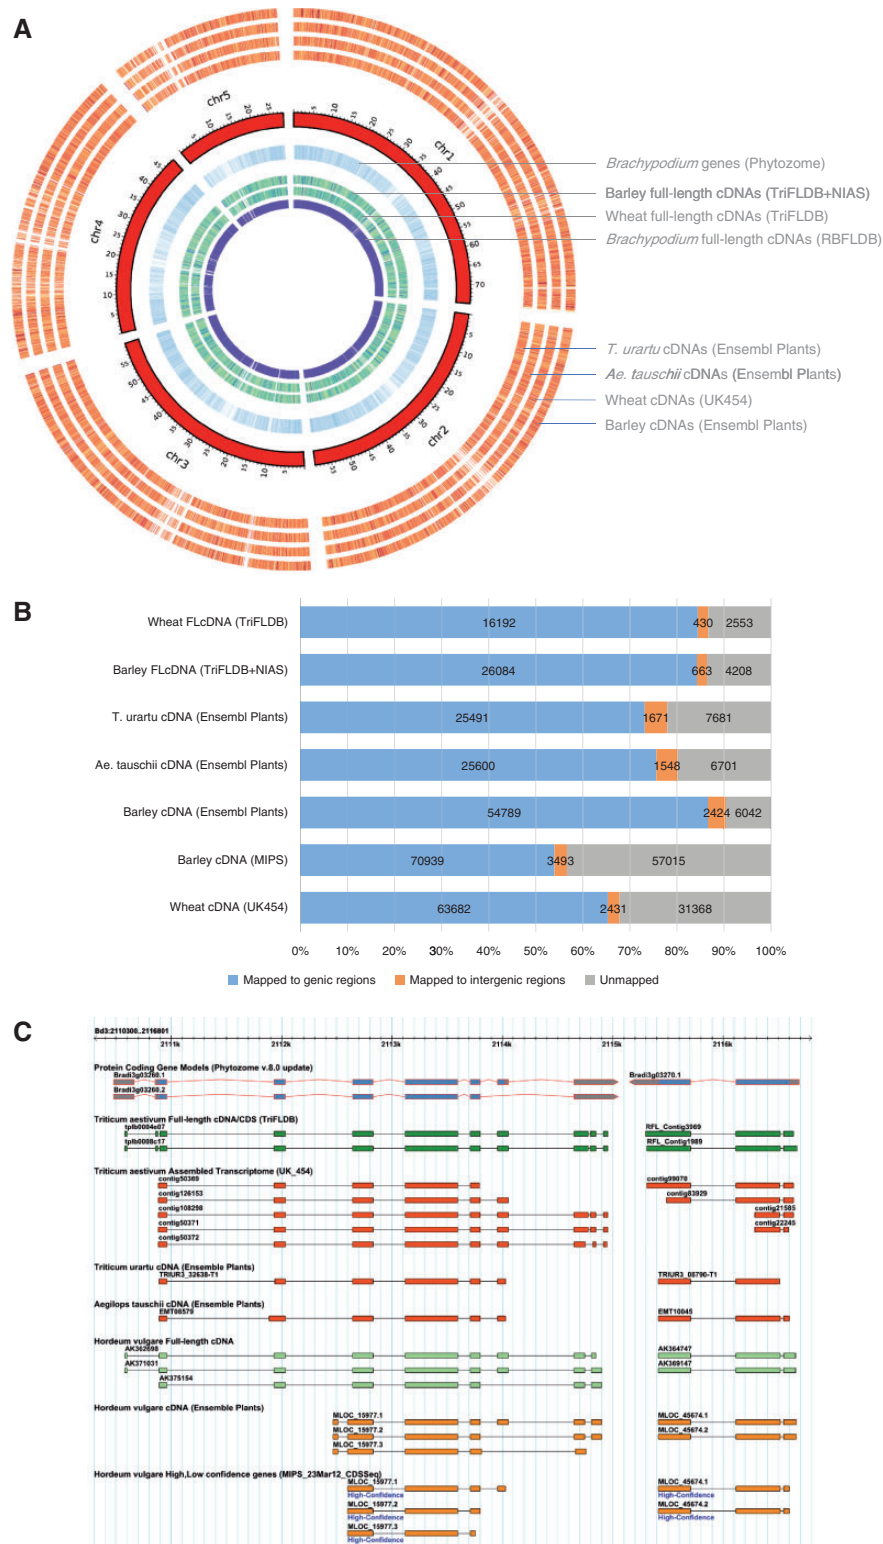 A
chr5
chr1
chr4
chr2
chr3
Brachypodium genes (Phytozome)
Barley full-length cDNAs (TriFLDB+NIAS)
Wheat full-length cDNAs (TriFLDB)
Brachypodium full-length cDNAs (RBFLDB)
T. urartu cDNAs (Ensembl Plants)
Ae. tauschii cDNAs (Ensembl Plants)
Wheat cDNAs (UK454)
Barley cDNAs (Ensembl Plants)
B
Wheat FLcDNA (TriFLDB) 16192 430 2553
Barley FLcDNA (TriFLDB+NIAS) 26084 663 4208
T. urartu cDNA (Ensembl Plants) 25491 1671 7681
Ae. tauschii cDNA (Ensembl Plants) 25600 1548 6701
Barley cDNA (Ensembl Plants) 54789 2424 6042
Barley cDNA (MIPS) 70939 3493 57015
Wheat cDNA (UK454) 63682 2431 31368
0% 10% 20% 30% 40% 50% 60% 70% 80% 90% 100%
Mapped to genic regions Mapped to intergenic regions Unmapped
C
Bd3:2110300..2116801
2111k 2112k 2113k 2114k 2115k 2116k
Protein Coding Gene Models (Phytozome v.8.0 update)
Bradi3g03260.1 Bradi3g03270.1
Bradi3g03260.2
Triticum aestivum Full-length cDNA/CDS (TriFLDB)
tplb0004e07 RFL_Contig3969
tplb0008c17 RFL_Contig1989
Triticum aestivum Assembled Transcriptome (UK_454)
contig50369 contig99070
contig126153 contig83929
contig108298 contig21585
contig50371 contig22245
contig50372
Triticum urartu cDNA (Ensemble Plants)
TRIUR3_32638-T1 TRIUR3_08790-T1
Aegilops tauschii cDNA (Ensemble Plants)
EMT08579 EMT10045
Hordeum vulgare Full-length cDNA
AK362698 AK364747
AK371031 AK369147
AK375154
Hordeum vulgare cDNA (Ensemble Plants)
MLOC_15977.1 MLOC_45674.1
MLOC_15977.2 MLOC_45674.2
MLOC_15977.3
Hordeum vulgare High,Low confidence genes (MIPS_23Mar12_CDSSeq)
MLOC_15977.1 MLOC_45674.1
High-Confidence High-Confidence
MLOC_15977.2 MLOC_45674.2
High-Confidence High-Confidence
MLOC_15977.3
High-Confidence